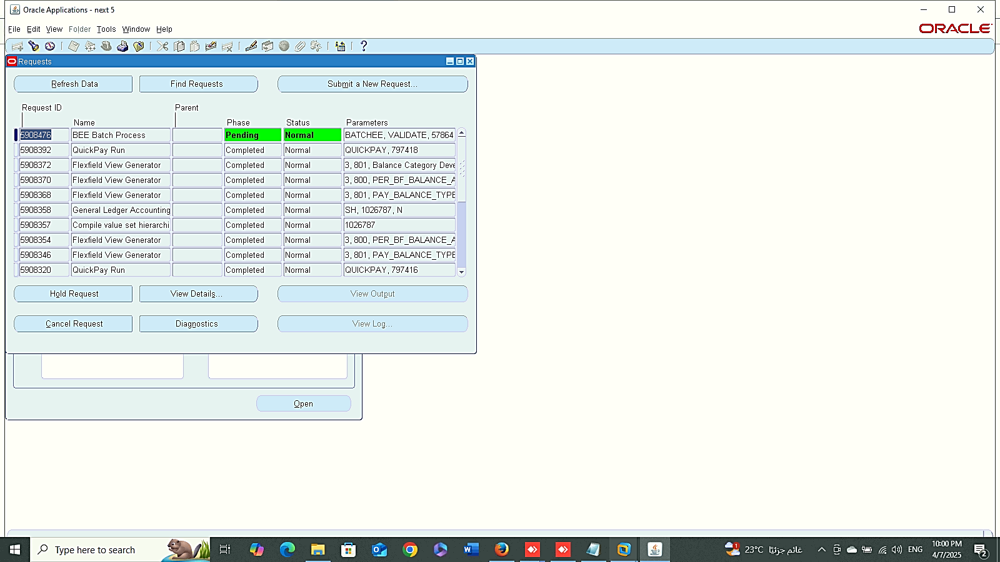 Oracle Applications - next 5
File Edit View Folder Tools Window Help
ORACLE
Requests
Refresh Data Find Requests Submit a New Request...
Request ID Parent
Name Phase Status Parameters
5908476 BEE Batch Process Pending Normal BATCHEE, VALIDATE, 57864
5908392 QuickPay Run Completed Normal QUICKPAY, 797418
5908372 Flexfield View Generator Completed Normal 3, 801, Balance Category Deve
5908370 Flexfield View Generator Completed Normal 3, 800, PER_BF_BALANCE_A
5908368 Flexfield View Generator Completed Normal 3, 801, PAY_BALANCE_TYPE
5908358 General Ledger Accounting Completed Normal SH, 1026787, N
5908357 Compile value set hierarchi Completed Normal 1026787
5908354 Flexfield View Generator Completed Normal 3, 800, PER_BF_BALANCE_A
5908346 Flexfield View Generator Completed Normal 3, 801, PAY_BALANCE_TYPE
5908320 QuickPay Run Completed Normal QUICKPAY, 797416
Hold Request View Details... View Output
Cancel Request Diagnostics View Log...
Open
Type here to search
1 23°C غائم جزئيًا ENG 10:00 PM
4/7/2025 2